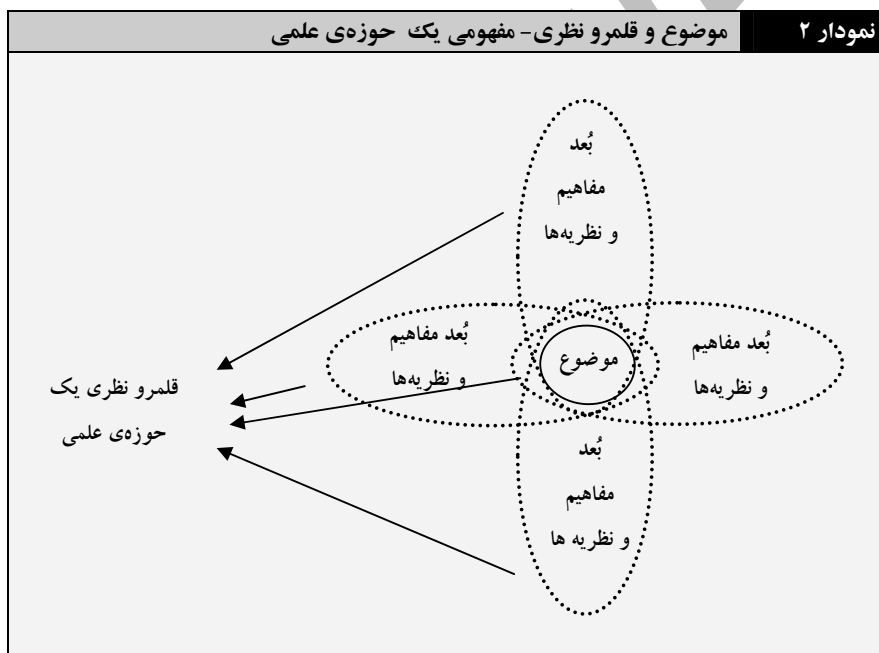 نمودار ۲ موضوع و قلمرو نظری- مفهومی یک حوزه‌ی علمی
بُعد
مفاهیم
و نظریه‌ها
بُعد مفاهیم
و نظریه‌ها
موضوع
بُعد مفاهیم
و نظریه‌ها
قلمرو نظری یک
حوزه‌ی علمی
بُعد
مفاهیم
و نظریه ها